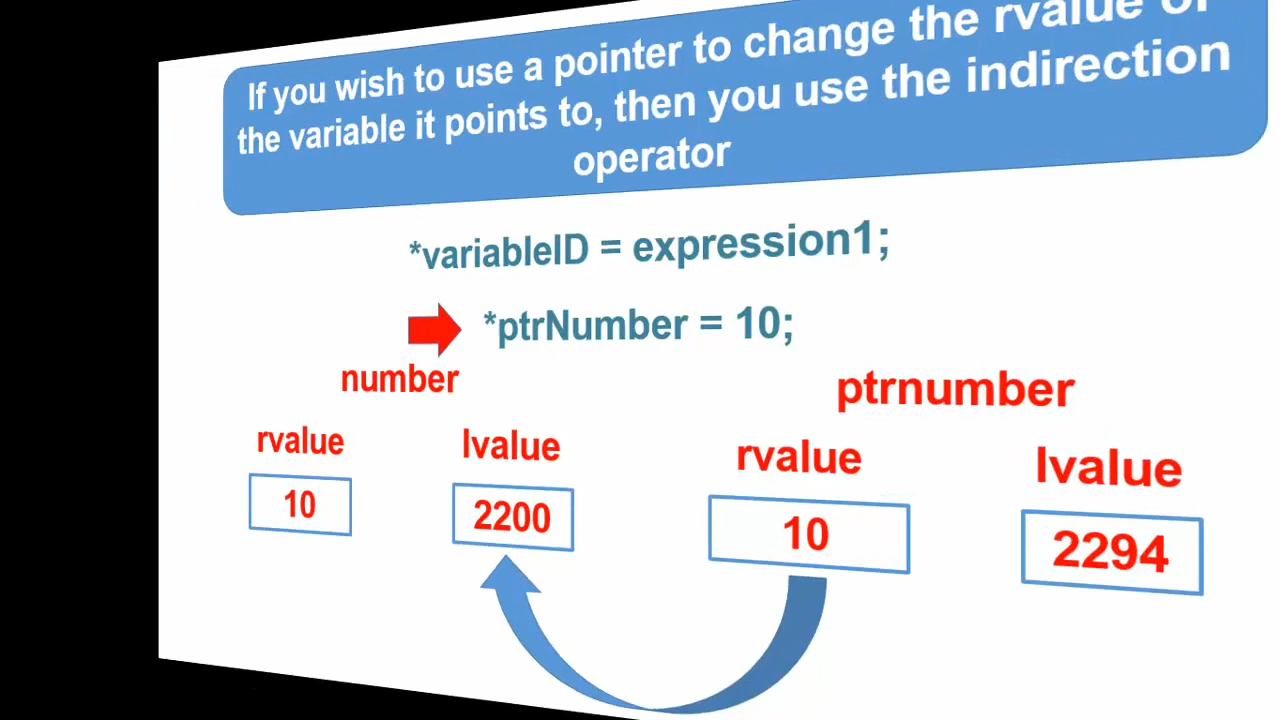 If you wish to use a pointer to change the rvalue of
the variable it points to, then you use the indirection
operator
*variableID = expression1;
*ptrNumber = 10;
number
ptrnumber
rvalue lvalue rvalue lvalue
10 2200 10 2294